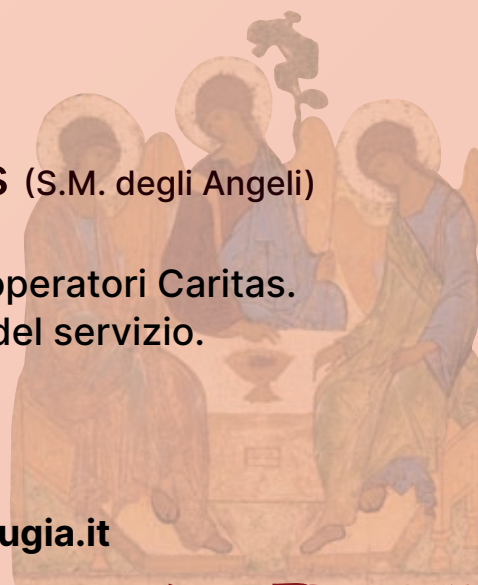 s (S.M. degli Angeli)
operatori Caritas.
del servizio.
ugia.it